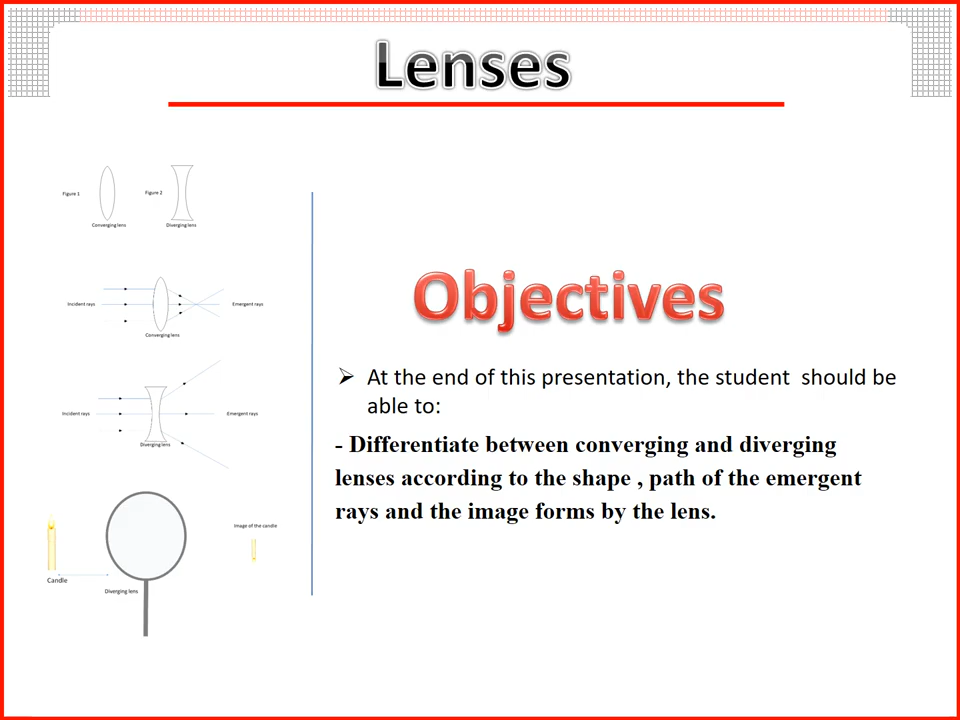 Lenses
Figure 1
Figure 2
Converging lens
Diverging lens
Incident rays
Emergent rays
Converging lens
Incident rays
Emergent rays
Diverging lens
Image of the candle
Candle
Diverging lens
Objectives
➢ At the end of this presentation, the student should be
able to:
- Differentiate between converging and diverging
lenses according to the shape , path of the emergent
rays and the image forms by the lens.